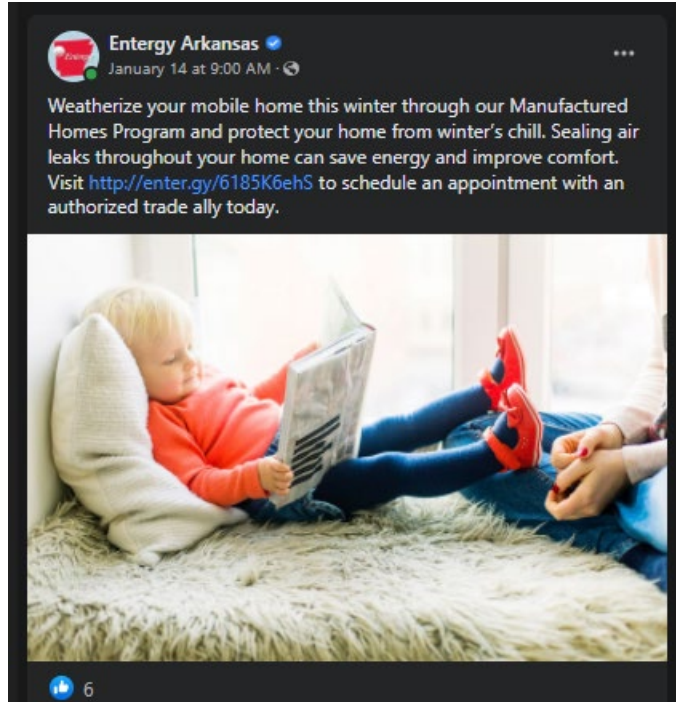 Entergy Arkansas
January 14 at 9:00 AM ·
Weatherize your mobile home this winter through our Manufactured
Homes Program and protect your home from winter's chill. Sealing air
leaks throughout your home can save energy and improve comfort.
Visit http://enter.gy/6185K6ehS to schedule an appointment with an
authorized trade ally today.
6